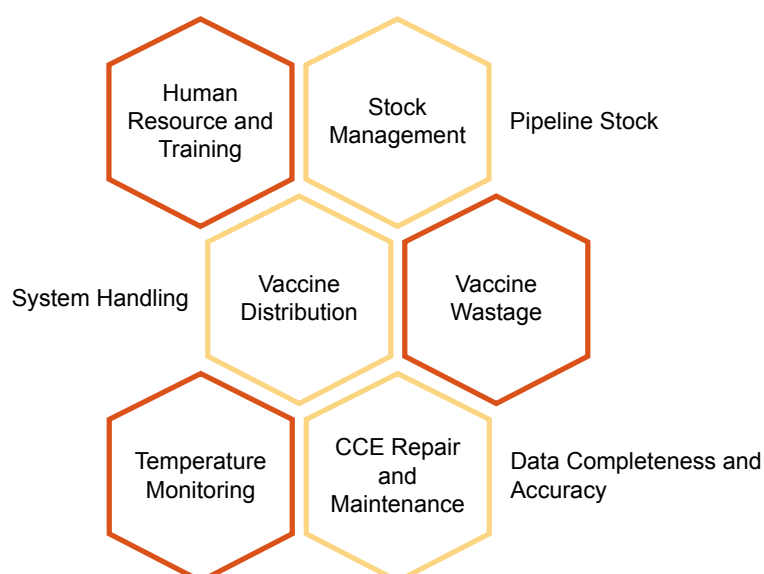 Human
Resource and
Training
Stock
Management
Pipeline Stock
System Handling
Vaccine
Distribution
Vaccine
Wastage
Temperature
Monitoring
CCE Repair
and
Maintenance
Data Completeness and
Accuracy